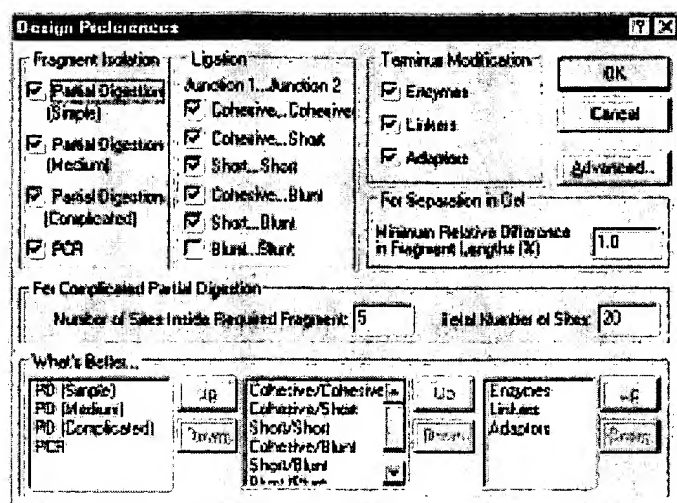 Design Preferences
Fragment Isolation
Partial Digestion
(Simple)
Partial Digestion
(Medium)
Partial Digestion
(Complicated)
PCR
Ligation
Junction 1...Junction 2
Cohesive...Cohesive
Cohesive...Short
Short...Short
Cohesive...Blunt
Short...Blunt
Blunt...Blunt
Terminus Modification
Enzymes
Linkers
Adaptors
OK
Cancel
Advanced..
For Separation in Gel
Minimum Relative Difference
in Fragment Lengths (%)
1.0
For Complicated Partial Digestion
Number of Sites Inside Required Fragment: 5
Total Number of Sites: 20
What's Better...
PD (Simple)
PD (Medium)
PD (Complicated)
PCR
Up
Down
Cohesive/Cohesive
Cohesive/Short
Short/Short
Cohesive/Blunt
Short/Blunt
Blunt/Blunt
Up
Down
Enzymes
Linkers
Adaptors
Up
Down